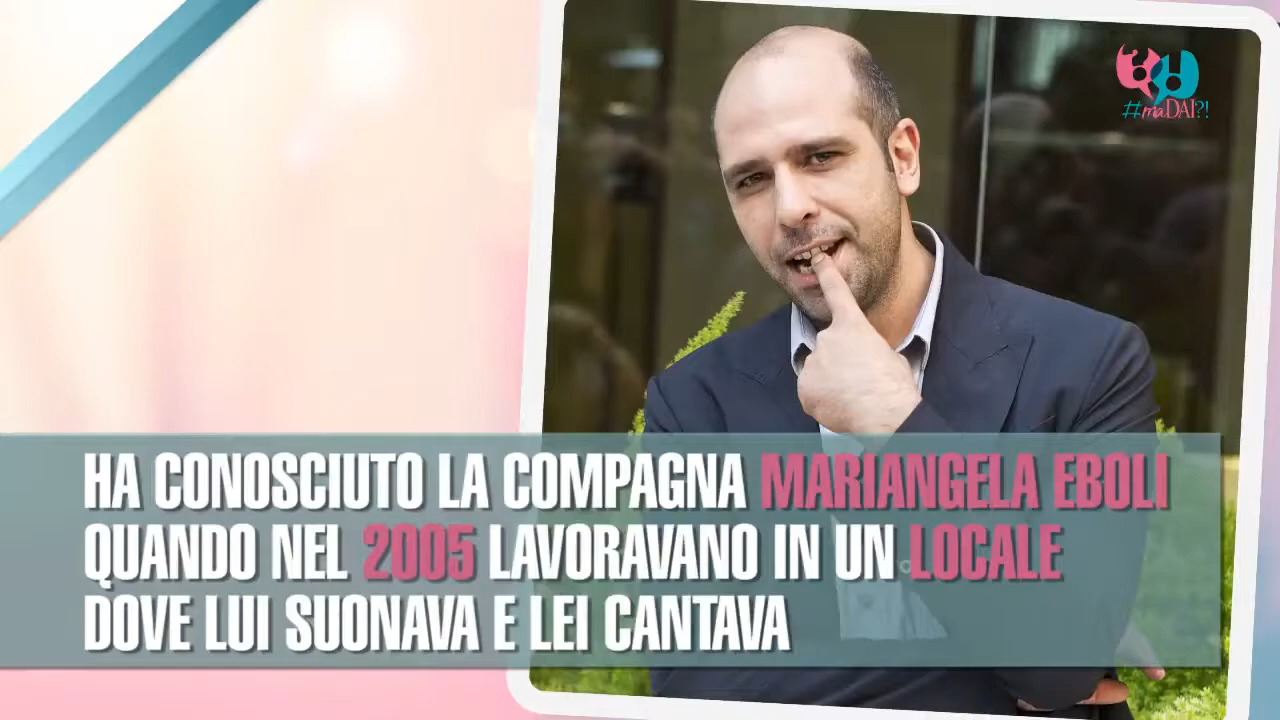 #maDAI?!
HA CONOSCIUTO LA COMPAGNA MARIANGELA EBOLI
QUANDO NEL 2005 LAVORAVANO IN UN LOCALE
DOVE LUI SUONAVA E LEI CANTAVA